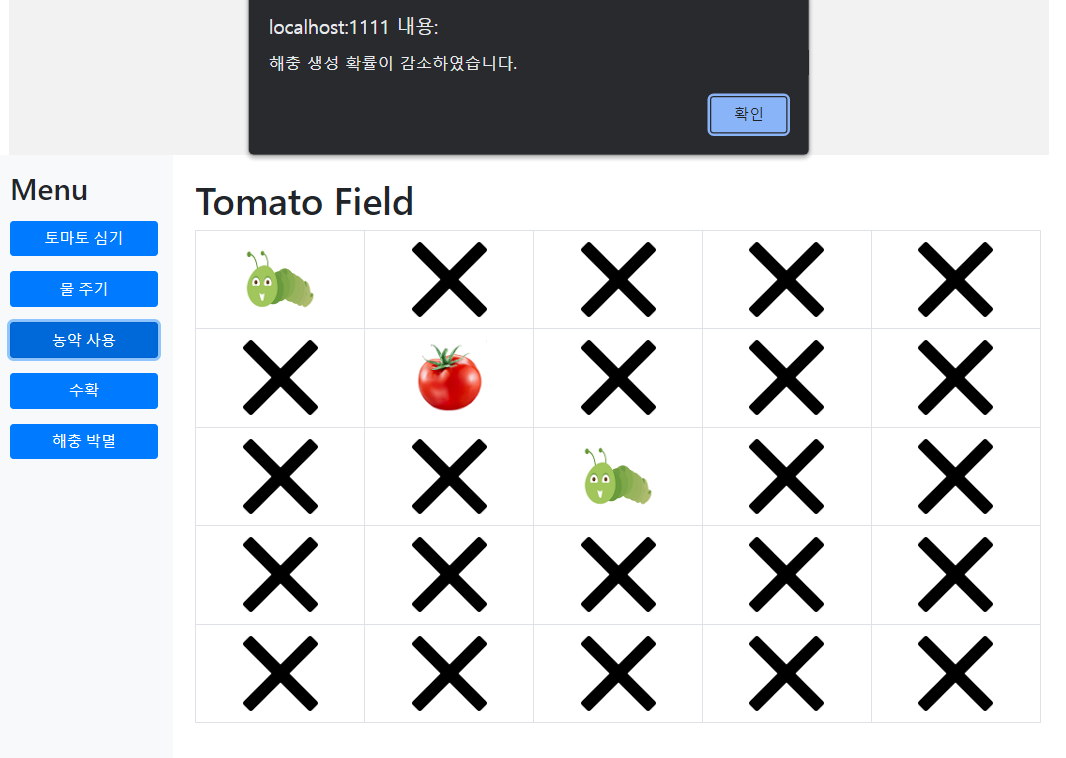 localhost:1111 내용:
해충 생성 확률이 감소하였습니다.
확인
Menu
토마토 심기
물 주기
농약 사용
수확
해충 박멸
Tomato Field